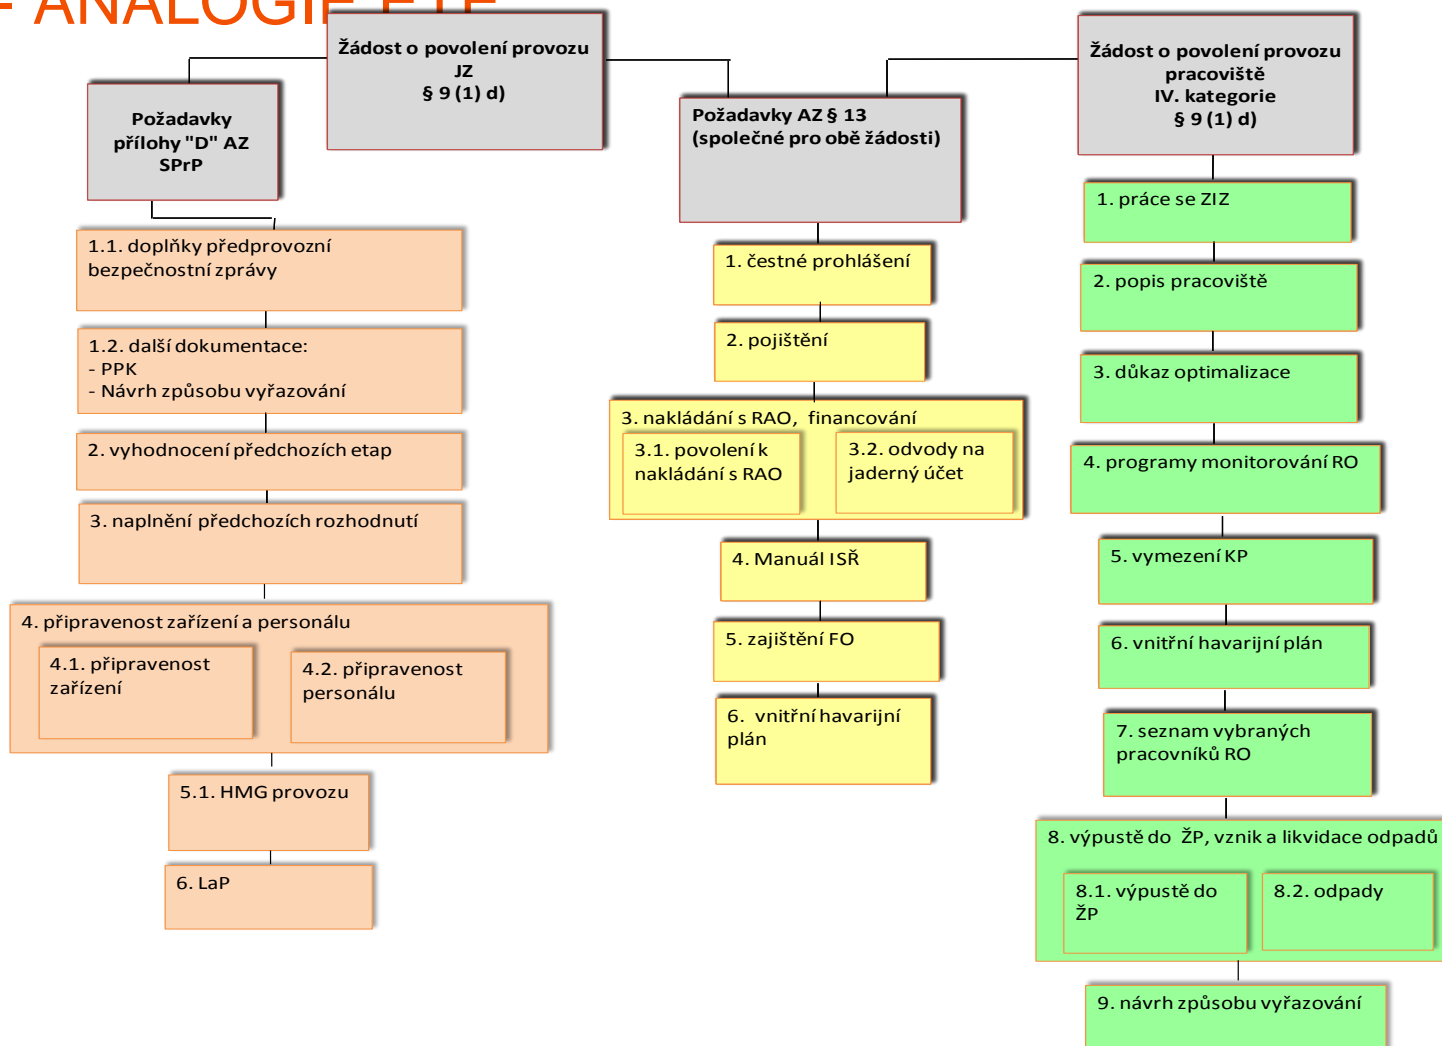 - ANALOGIE ETE
Žádost o povolení provozu
JZ
§ 9 (1) d)
Požadavky
přílohy "D" AZ
SPrP
1.1. doplňky předprovozní
bezpečnostní zprávy
1.2. další dokumentace:
- PPK
- Návrh způsobu vyřazování
2. vyhodnocení předchozích etap
3. naplnění předchozích rozhodnutí
4. připravenost zařízení a personálu
4.1. připravenost
zařízení
4.2. připravenost
personálu
5.1. HMG provozu
6. LaP
Požadavky AZ § 13
(společné pro obě žádosti)
1. čestné prohlášení
2. pojištění
3. nakládání s RAO, financování
3.1. povolení k
nakládání s RAO
3.2. odvody na
jaderný účet
4. Manuál ISŘ
5. zajištění FO
6. vnitřní havarijní
plán
Žádost o povolení provozu
pracoviště
IV. kategorie
§ 9 (1) d)
1. práce se ZIZ
2. popis pracoviště
3. důkaz optimalizace
4. programy monitorování RO
5. vymezení KP
6. vnitřní havarijní plán
7. seznam vybraných
pracovníků RO
8. výpustě do ŽP, vznik a likvidace odpadů
8.1. výpustě do
ŽP
8.2. odpady
9. návrh způsobu vyřazování